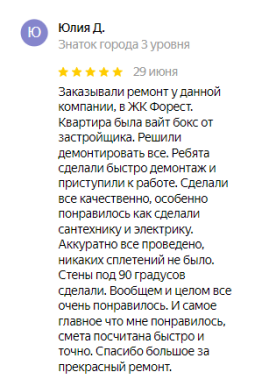 Ю
Юлия Д.
Знаток города 3 уровня
29 июня
Заказывали ремонт у данной
компании, в ЖК Форест.
Квартира была вайт бокс от
застройщика. Решили
демонтировать все. Ребята
сделали быстро демонтаж и
приступили к работе. Сделали
все качественно, особенно
понравилось как сделали
сантехнику и электрику.
Аккуратно все проведено,
никаких сплетений не было.
Стены под 90 градусов
сделали. Вообщем и целом все
очень понравилось. И самое
главное что мне понравилось,
смета посчитана быстро и
точно. Спасибо большое за
прекрасный ремонт.